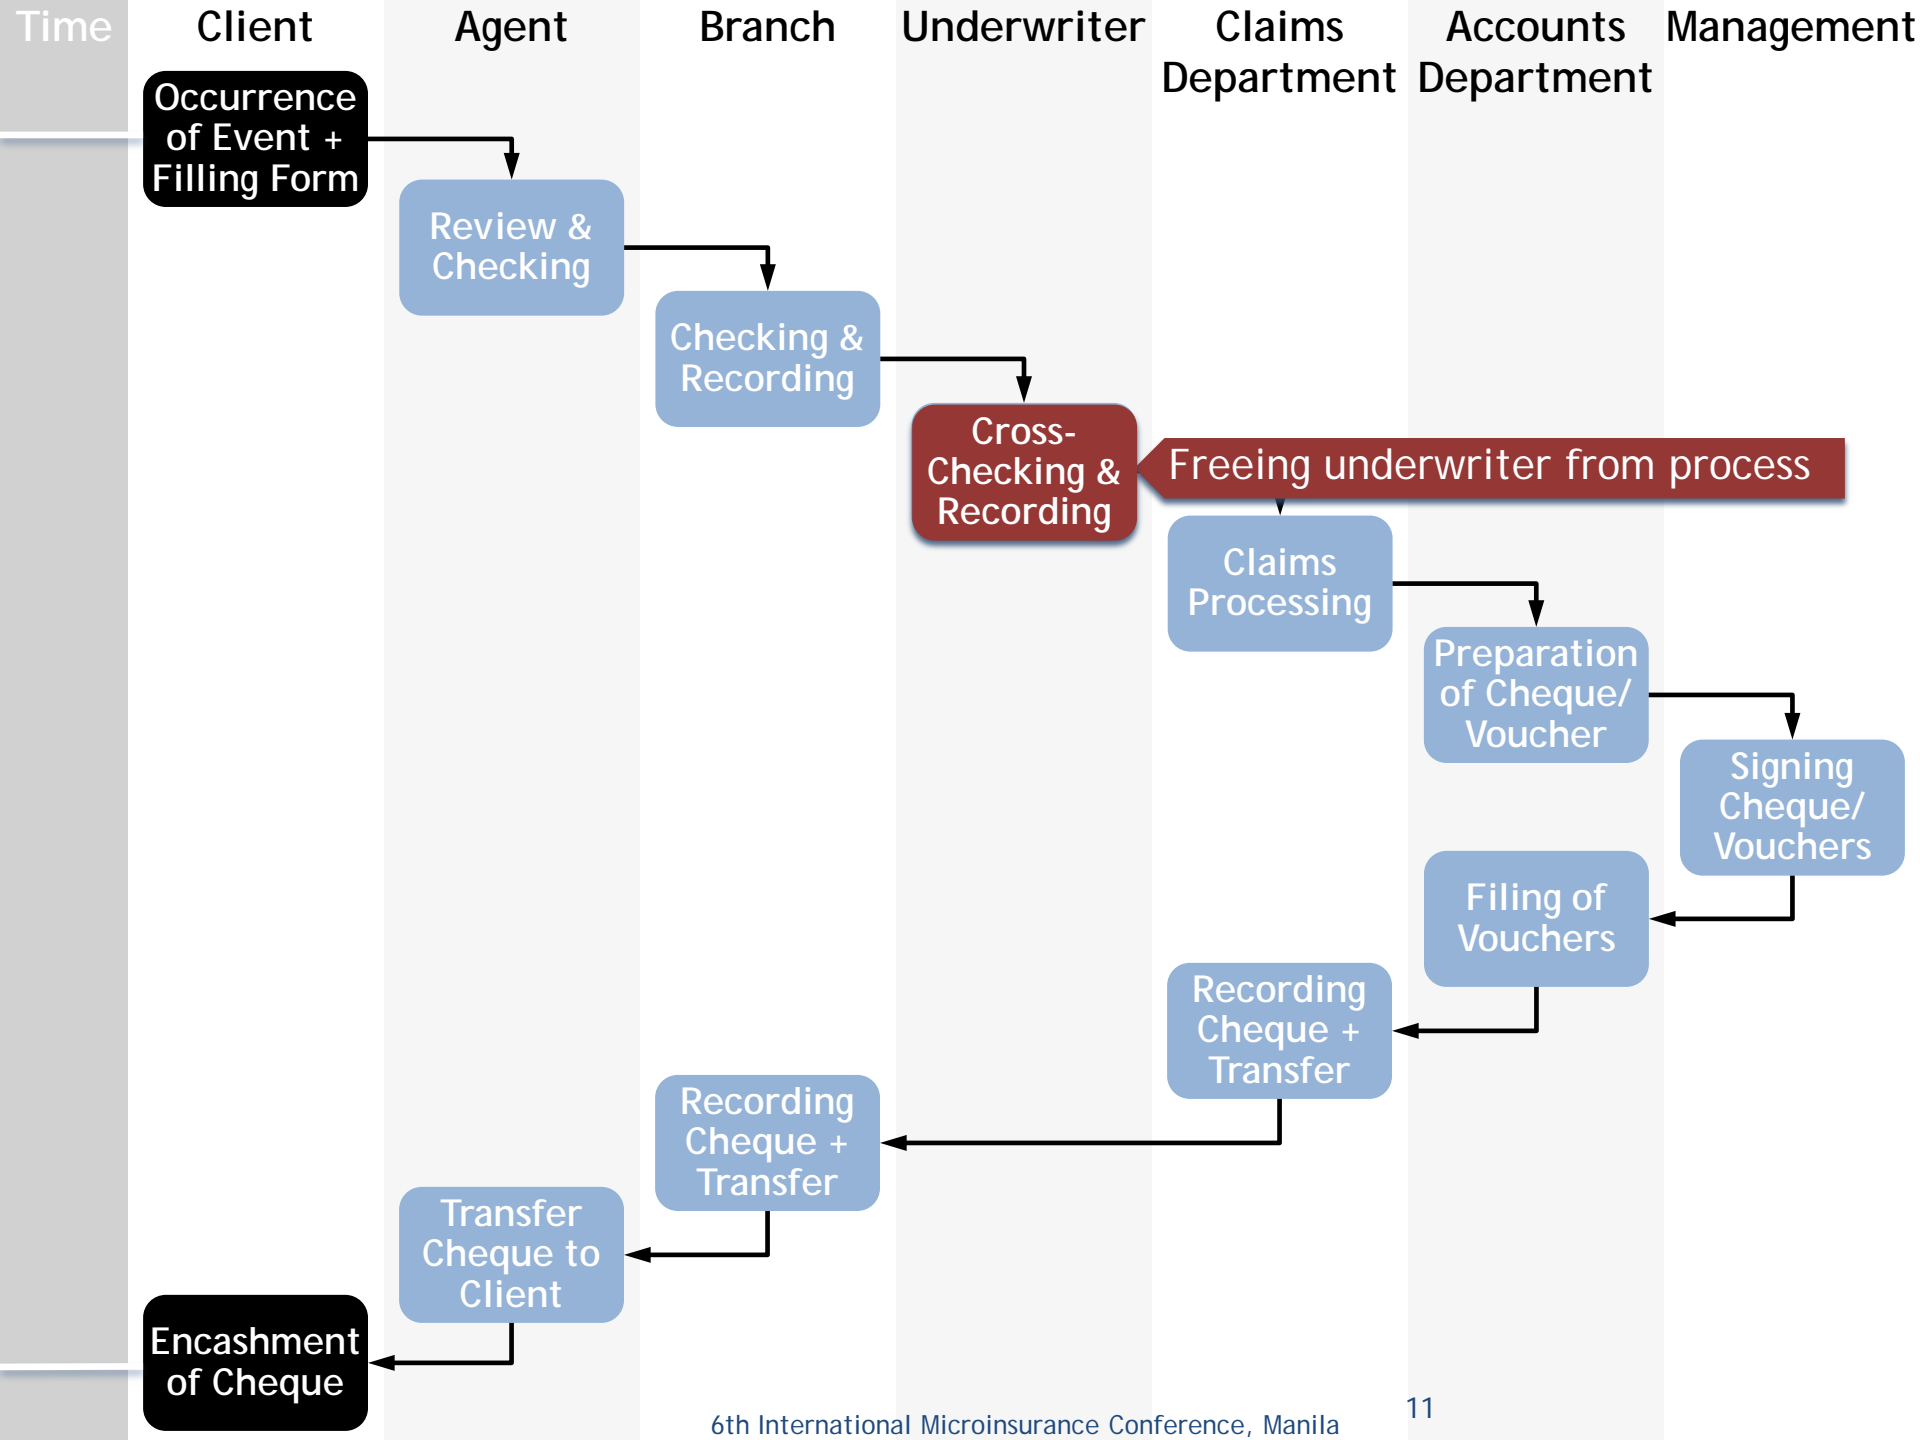 Time
Client
Agent
Branch
Underwriter
Claims
Department
Accounts
Department
Management
Occurrence
of Event +
Filling Form
Review &
Checking
Checking &
Recording
Cross-
Checking &
Recording
Freeing underwriter from process
Claims
Processing
Preparation
of Cheque/
Voucher
Signing
Cheque/
Vouchers
Filing of
Vouchers
Recording
Cheque +
Transfer
Recording
Cheque +
Transfer
Transfer
Cheque to
Client
Encashment
of Cheque
6th International Microinsurance Conference, Manila
11